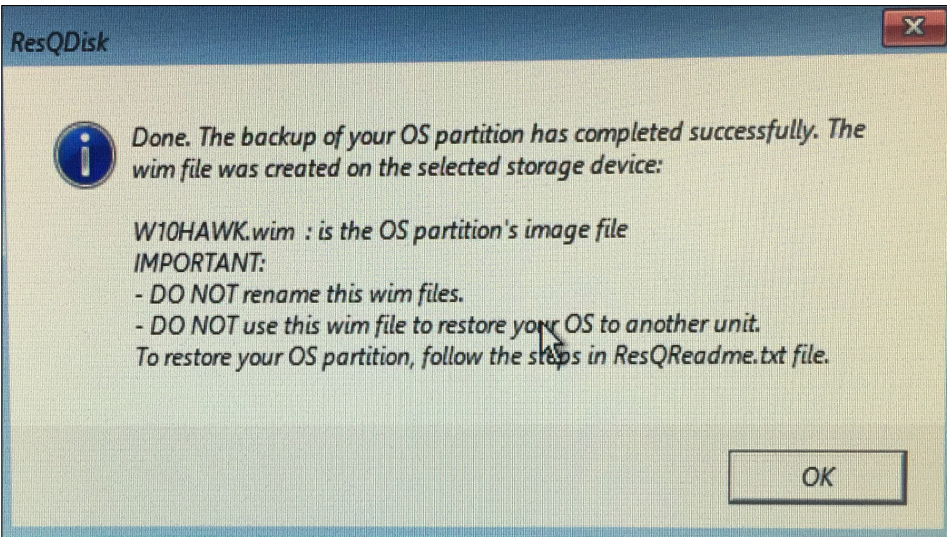 ResQDisk
Done. The backup of your OS partition has completed successfully. The
wim file was created on the selected storage device:
W10HAWK.wim : is the OS partition's image file
IMPORTANT:
- DO NOT rename this wim files.
- DO NOT use this wim file to restore your OS to another unit.
To restore your OS partition, follow the steps in ResQReadme.txt file.
OK